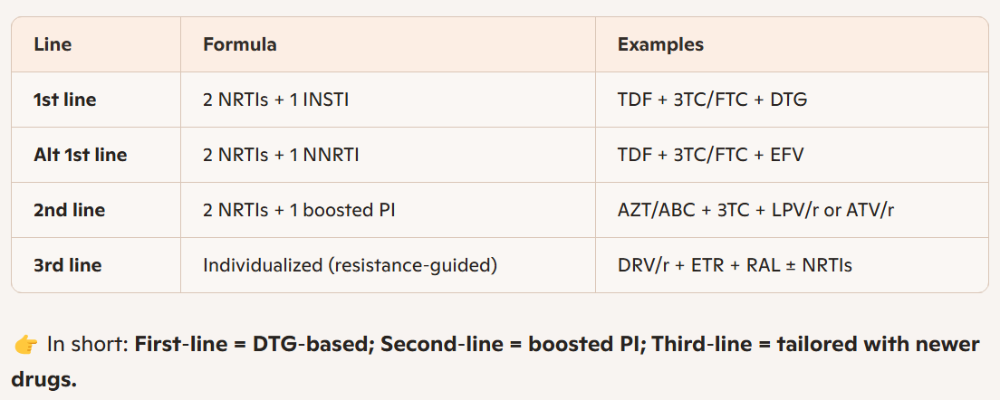 Line Formula Examples
1st line 2 NRTIs + 1 INSTI TDF + 3TC/FTC + DTG
Alt 1st line 2 NRTIs + 1 NNRTI TDF + 3TC/FTC + EFV
2nd line 2 NRTIs + 1 boosted PI AZT/ABC + 3TC + LPV/r or ATV/r
3rd line Individualized (resistance-guided) DRV/r + ETR + RAL ± NRTIs
👉 In short: First-line = DTG-based; Second-line = boosted PI; Third-line = tailored with newer
drugs.